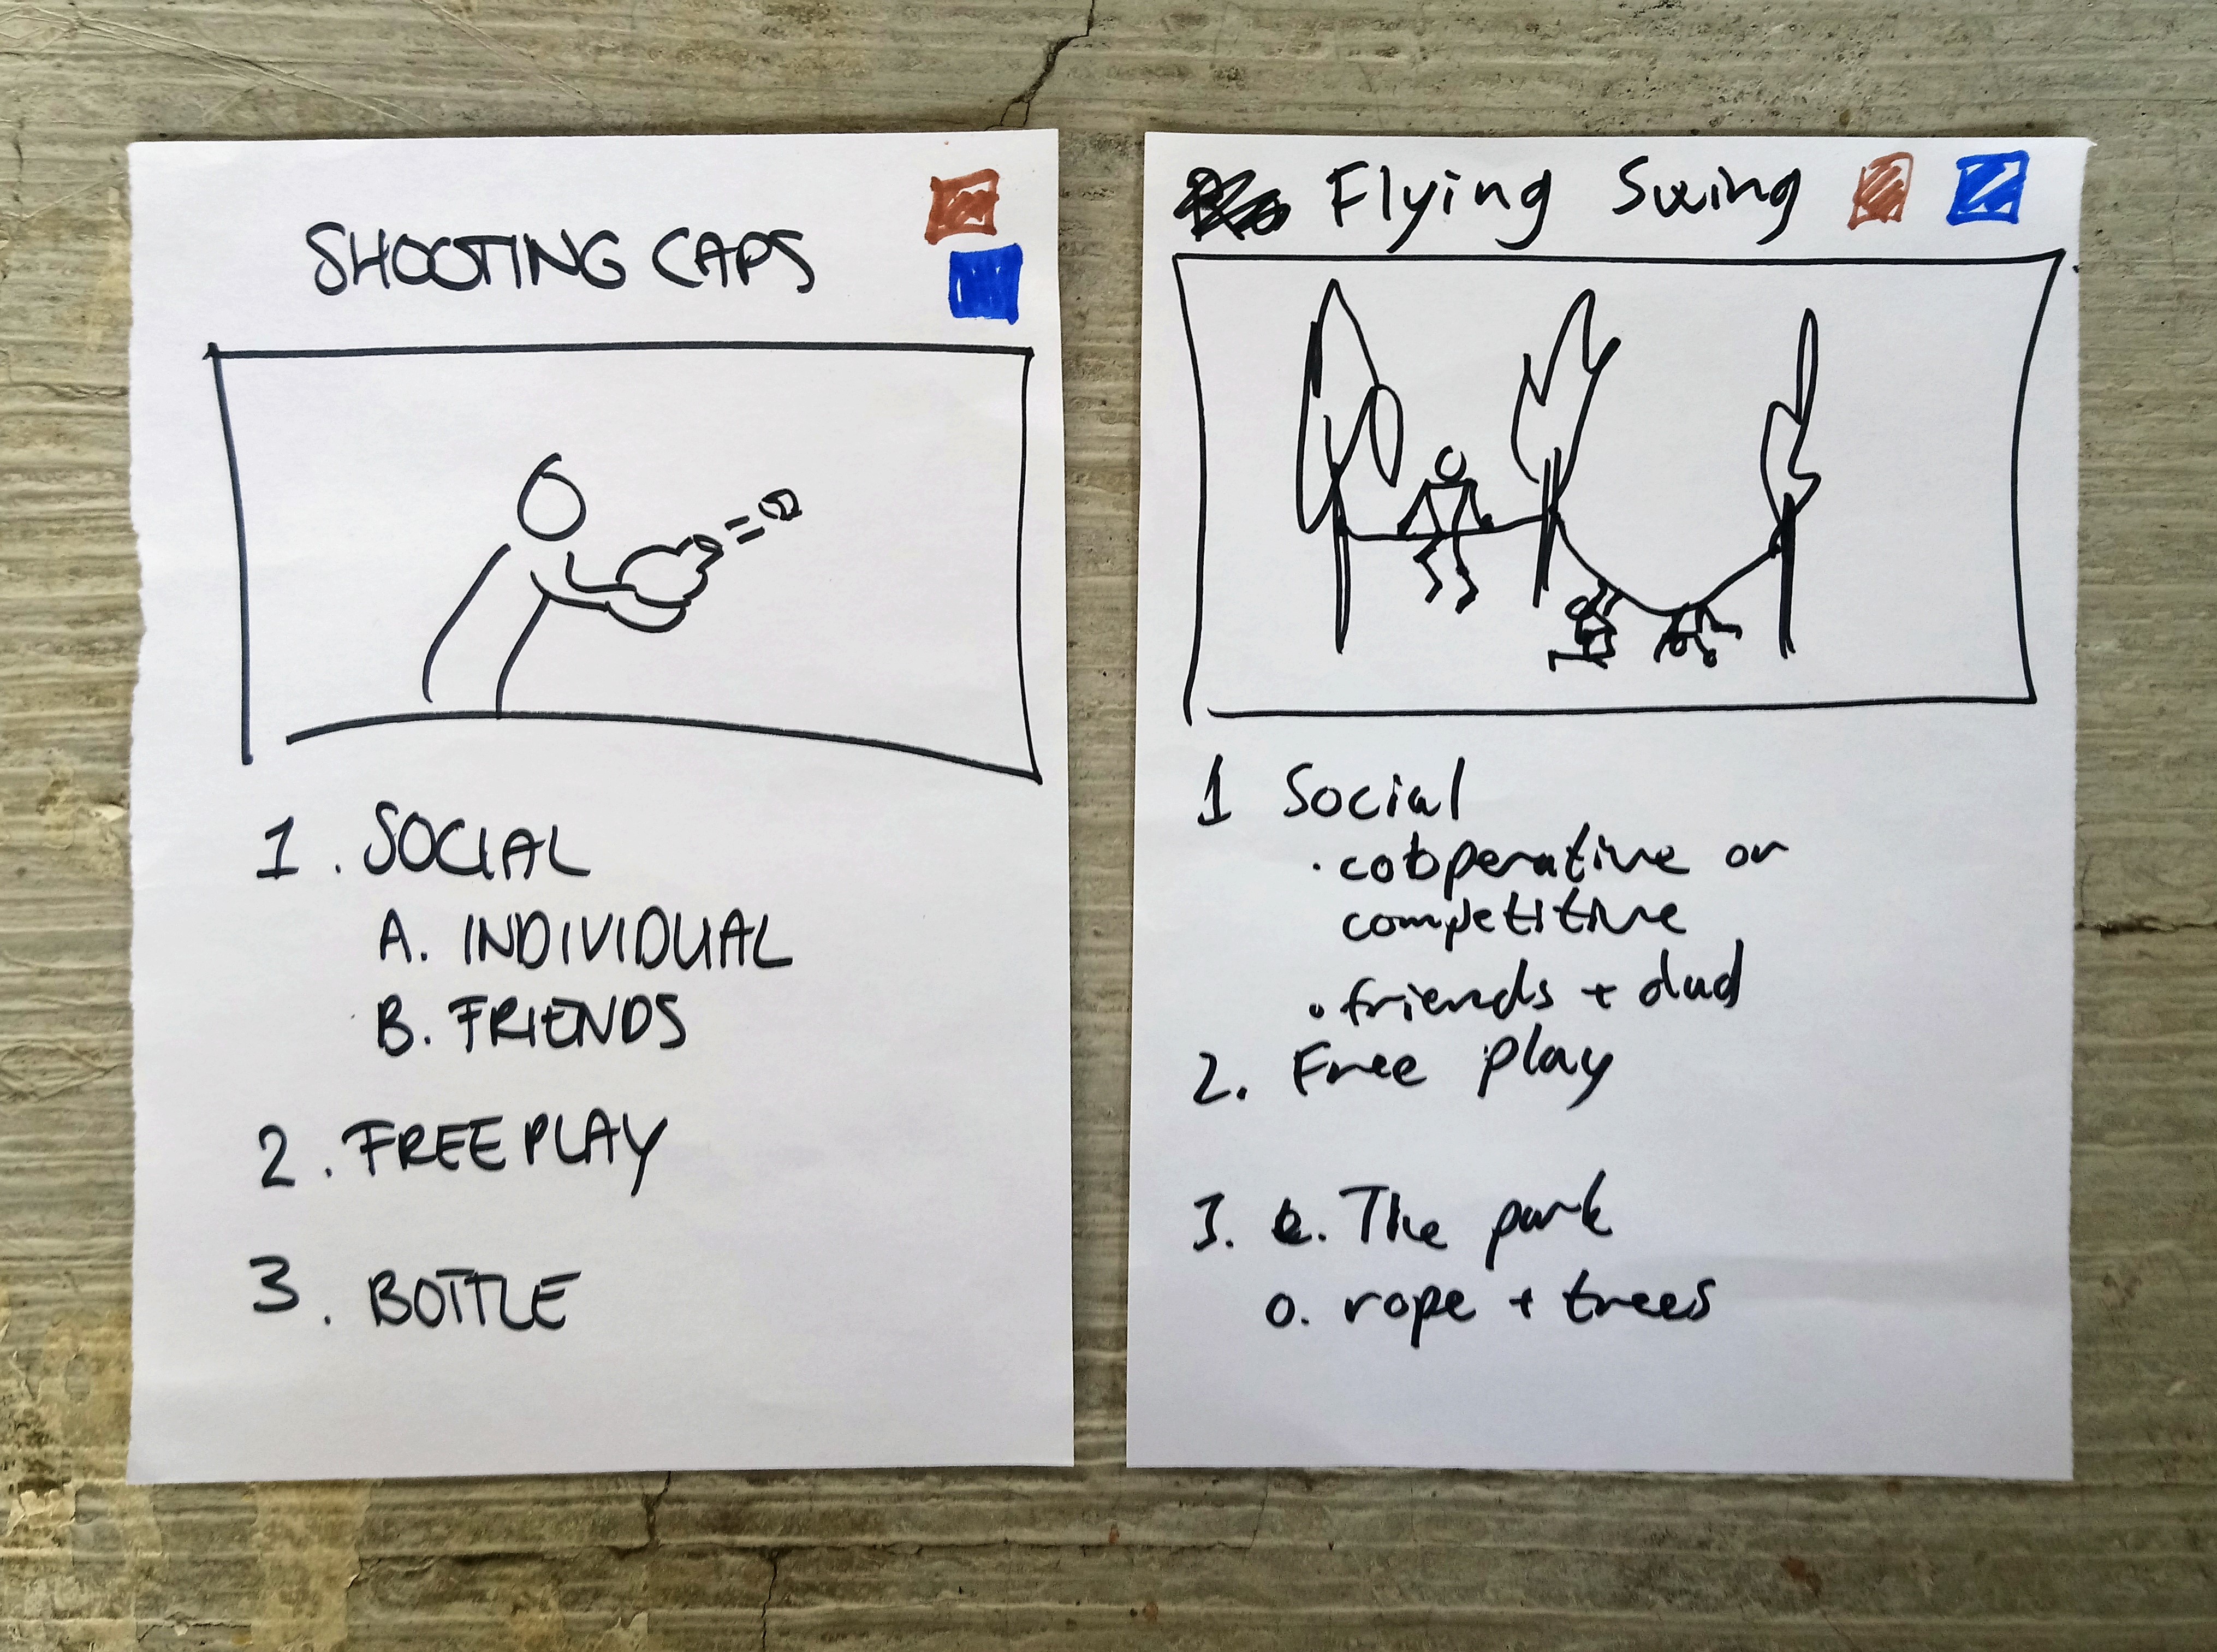 SHOOTING CAPS
1. SOCIAL
A. INDIVIDUAL
B. FRIENDS
2. FREE PLAY
3. BOTTLE
Flying Swing
1 Social
· cooperative or
competitive
• friends + dad
2. Free play
3. The park
o. rope + trees